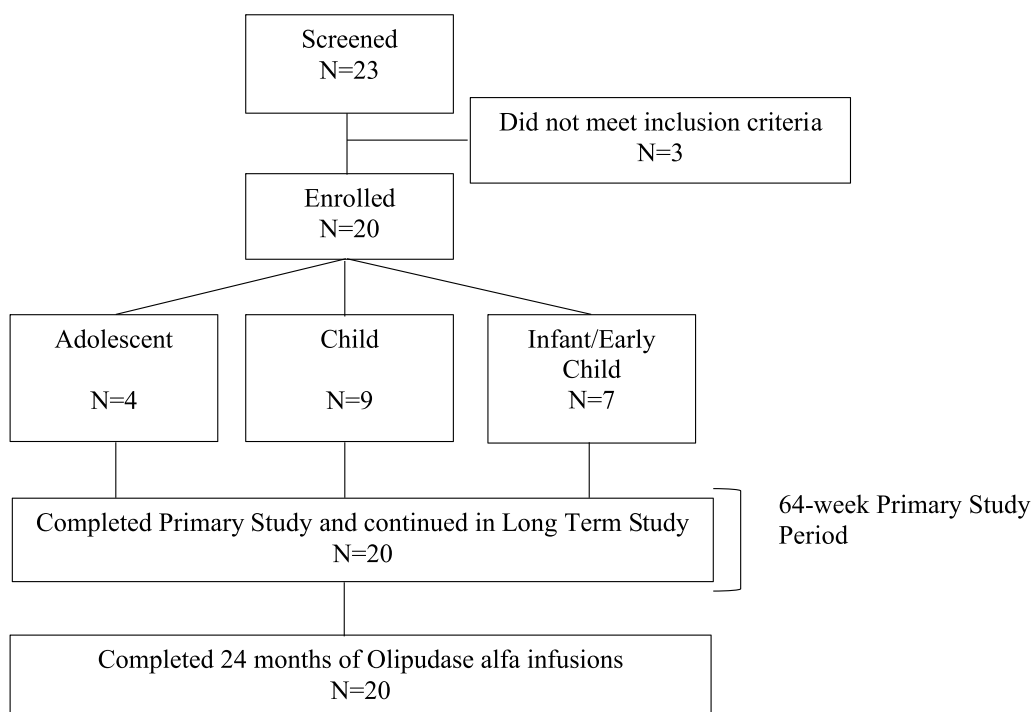 Screened
N=23
Did not meet inclusion criteria
N=3
Enrolled
N=20
Adolescent
N=4
Child
N=9
Infant/Early
Child
N=7
Completed Primary Study and continued in Long Term Study
N=20
64-week Primary Study
Period
Completed 24 months of Olipudase alfa infusions
N=20